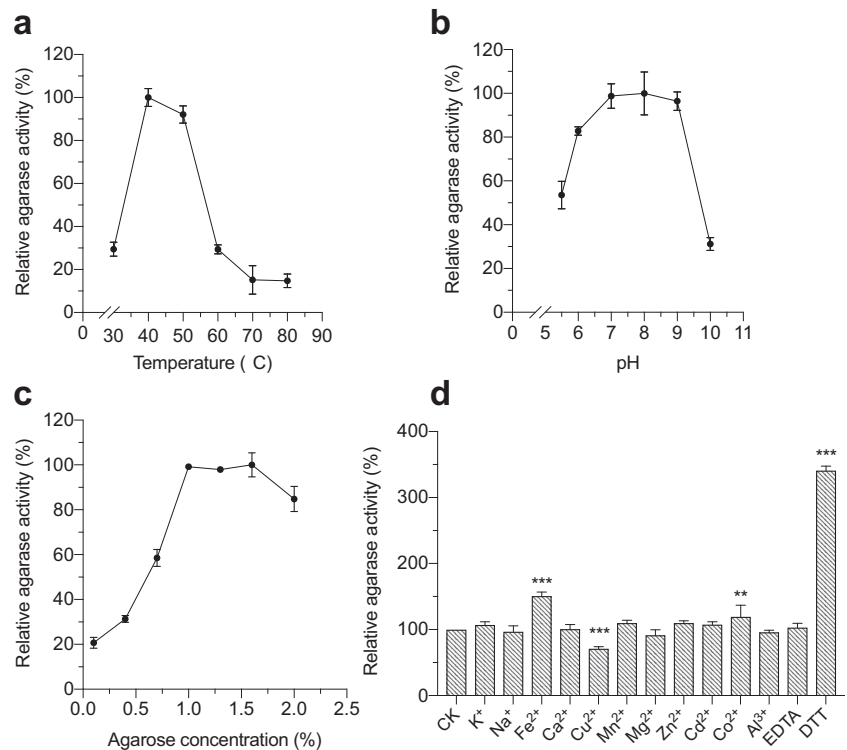 a
Relative agarase activity (%)
120
100
80
60
40
20
0
0 30 40 50 60 70 80 90
Temperature ( C)
b
Relative agarase activity (%)
120
100
80
60
40
20
0
0 5 6 7 8 9 10 11
pH
c
Relative agarase activity (%)
120
100
80
60
40
20
0
0.0 0.5 1.0 1.5 2.0 2.5
Agarose concentration (%)
d
Relative agarase activity (%)
400
300
200
150
100
50
0
*** *** ** ***
CK K⁺ Na⁺ Fe²⁺ Ca²⁺ Cu²⁺ Mn²⁺ Mg²⁺ Zn²⁺ Cd²⁺ Co²⁺ Al³⁺ EDTA DTT